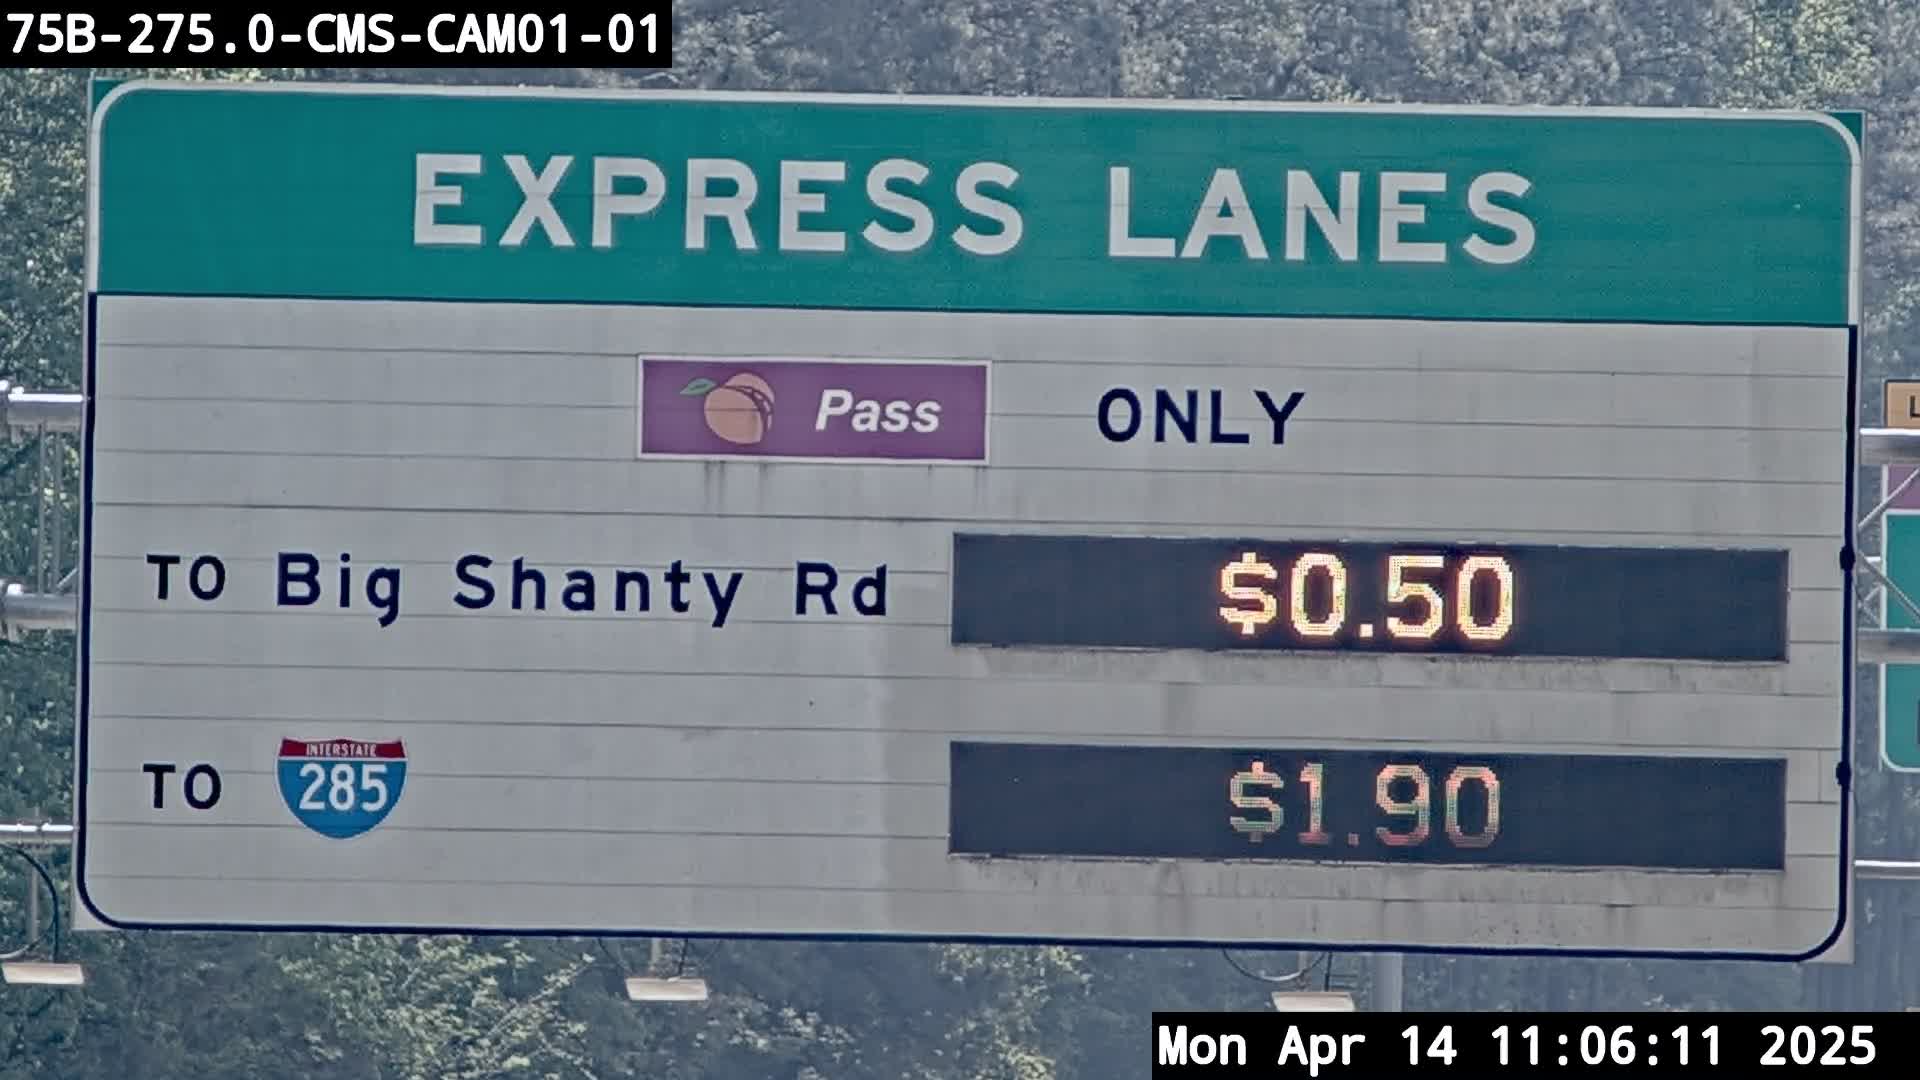 75B-275.0-CMS-CAM01-01
EXPRESS LANES
Pass ONLY
TO Big Shanty Rd $0.50
INTERSTATE
TO 285 $1.90
Mon Apr 14 11:06:11 2025